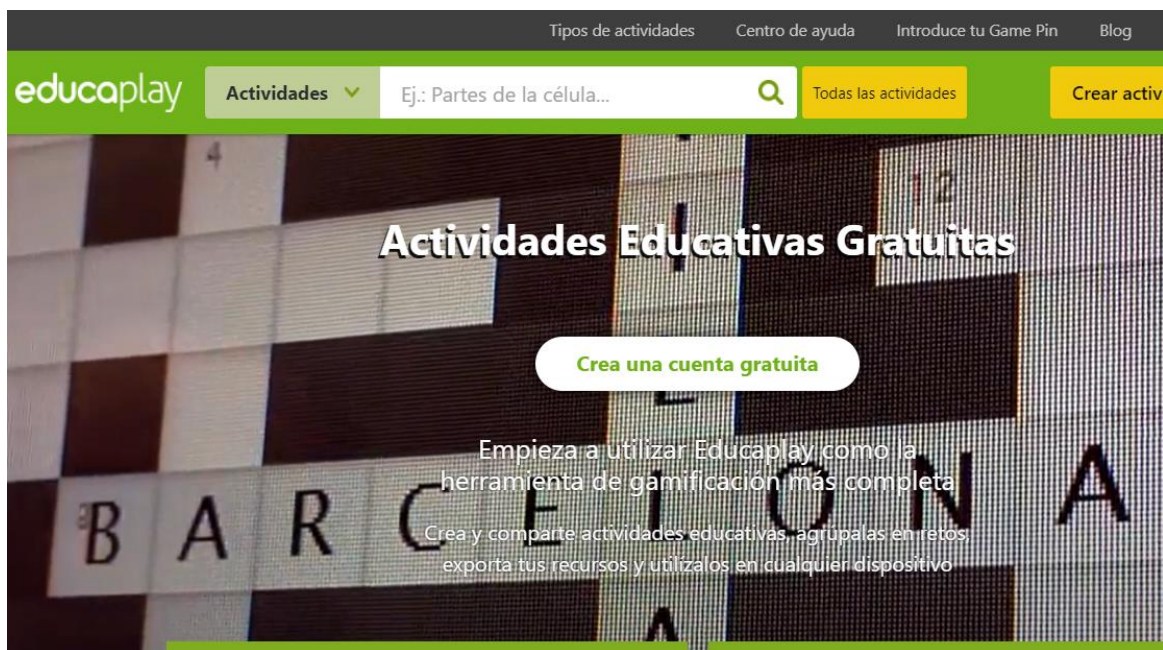 Tipos de actividades Centro de ayuda Introduce tu Game Pin Blog
educaplay Actividades Ej.: Partes de la célula... Todas las actividades Crear activ
4
12
Actividades Educativas Gratuitas
Crea una cuenta gratuita
Empieza a utilizar Educaplay como la
herramienta de gamificación más completa
BARCELONA
Crea y comparte actividades educativas, agrúpalas en retos,
exporta tus recursos y utilízalos en cualquier dispositivo